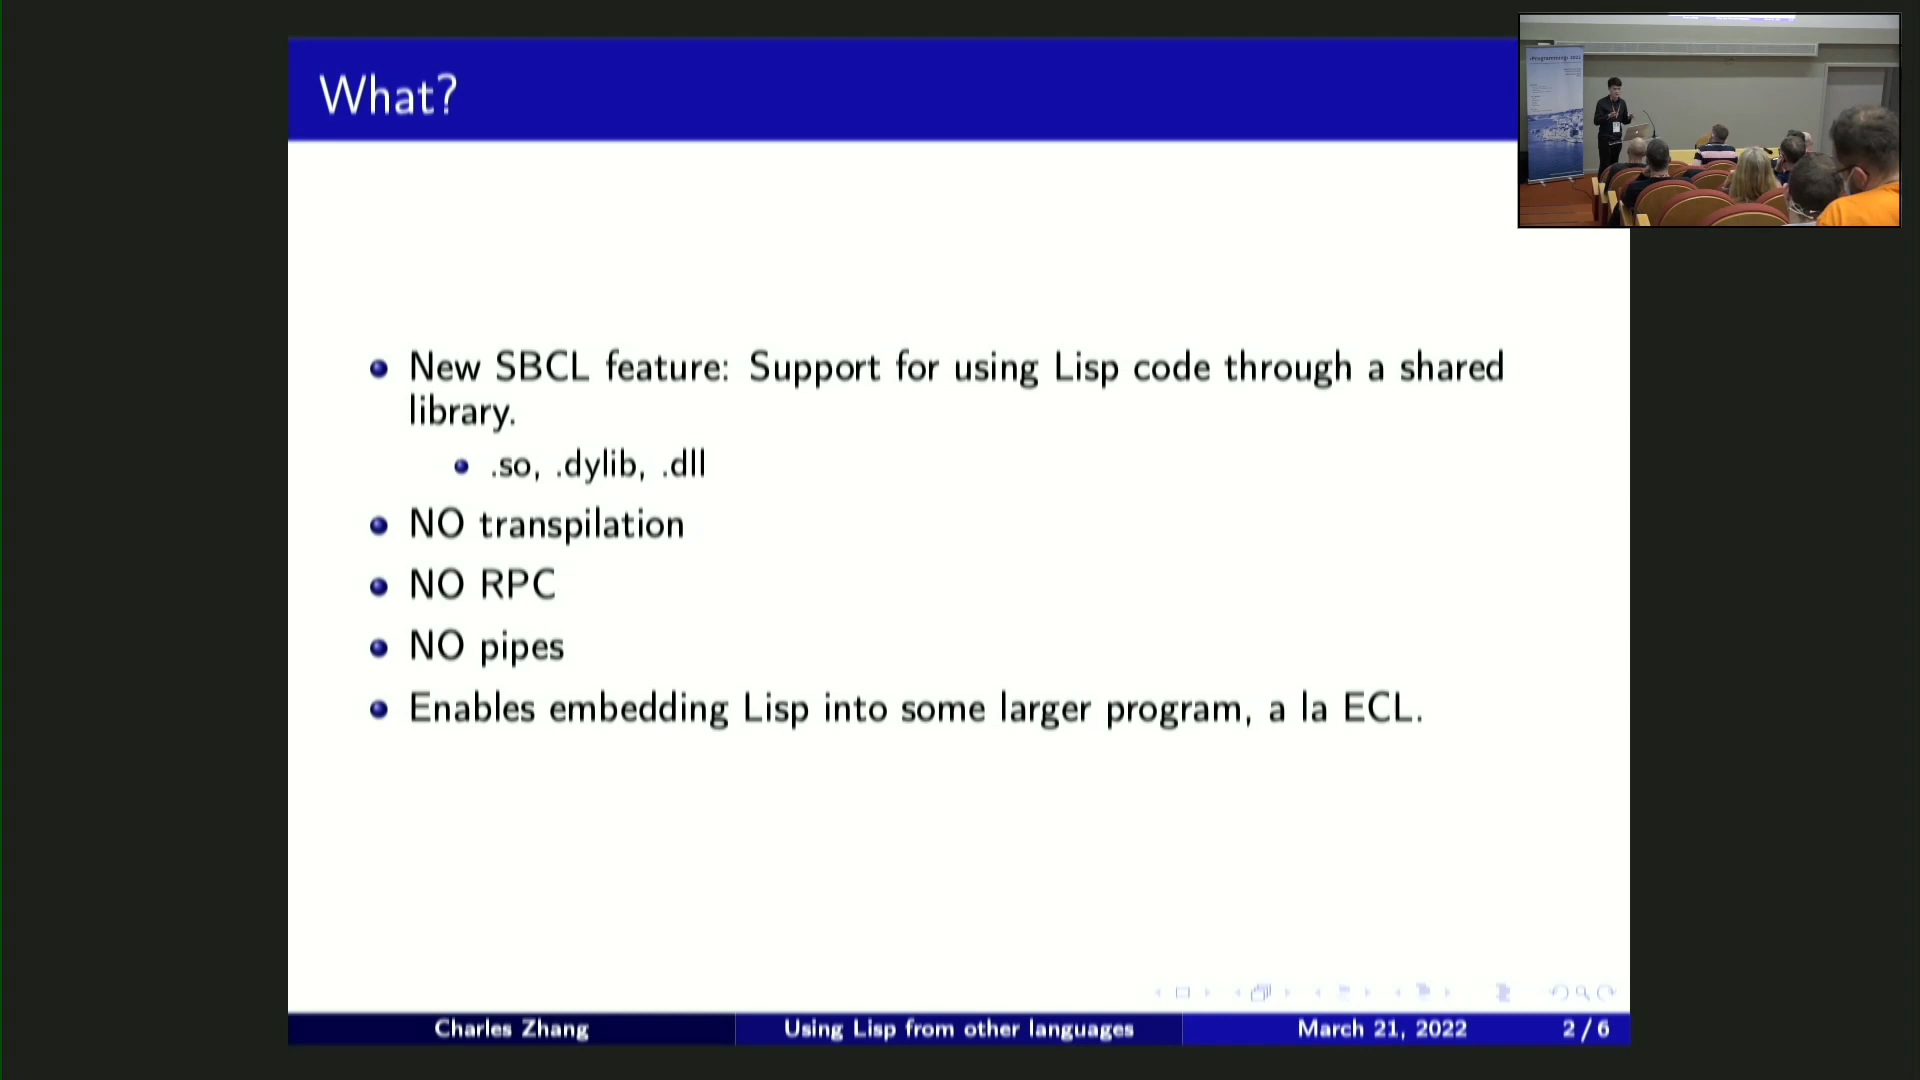 What?
‹Programming› 2022
New SBCL feature: Support for using Lisp code through a shared
library.
.so, .dylib, .dll
NO transpilation
NO RPC
NO pipes
Enables embedding Lisp into some larger program, a la ECL.
Charles Zhang
Using Lisp from other languages
March 21, 2022
2 / 6